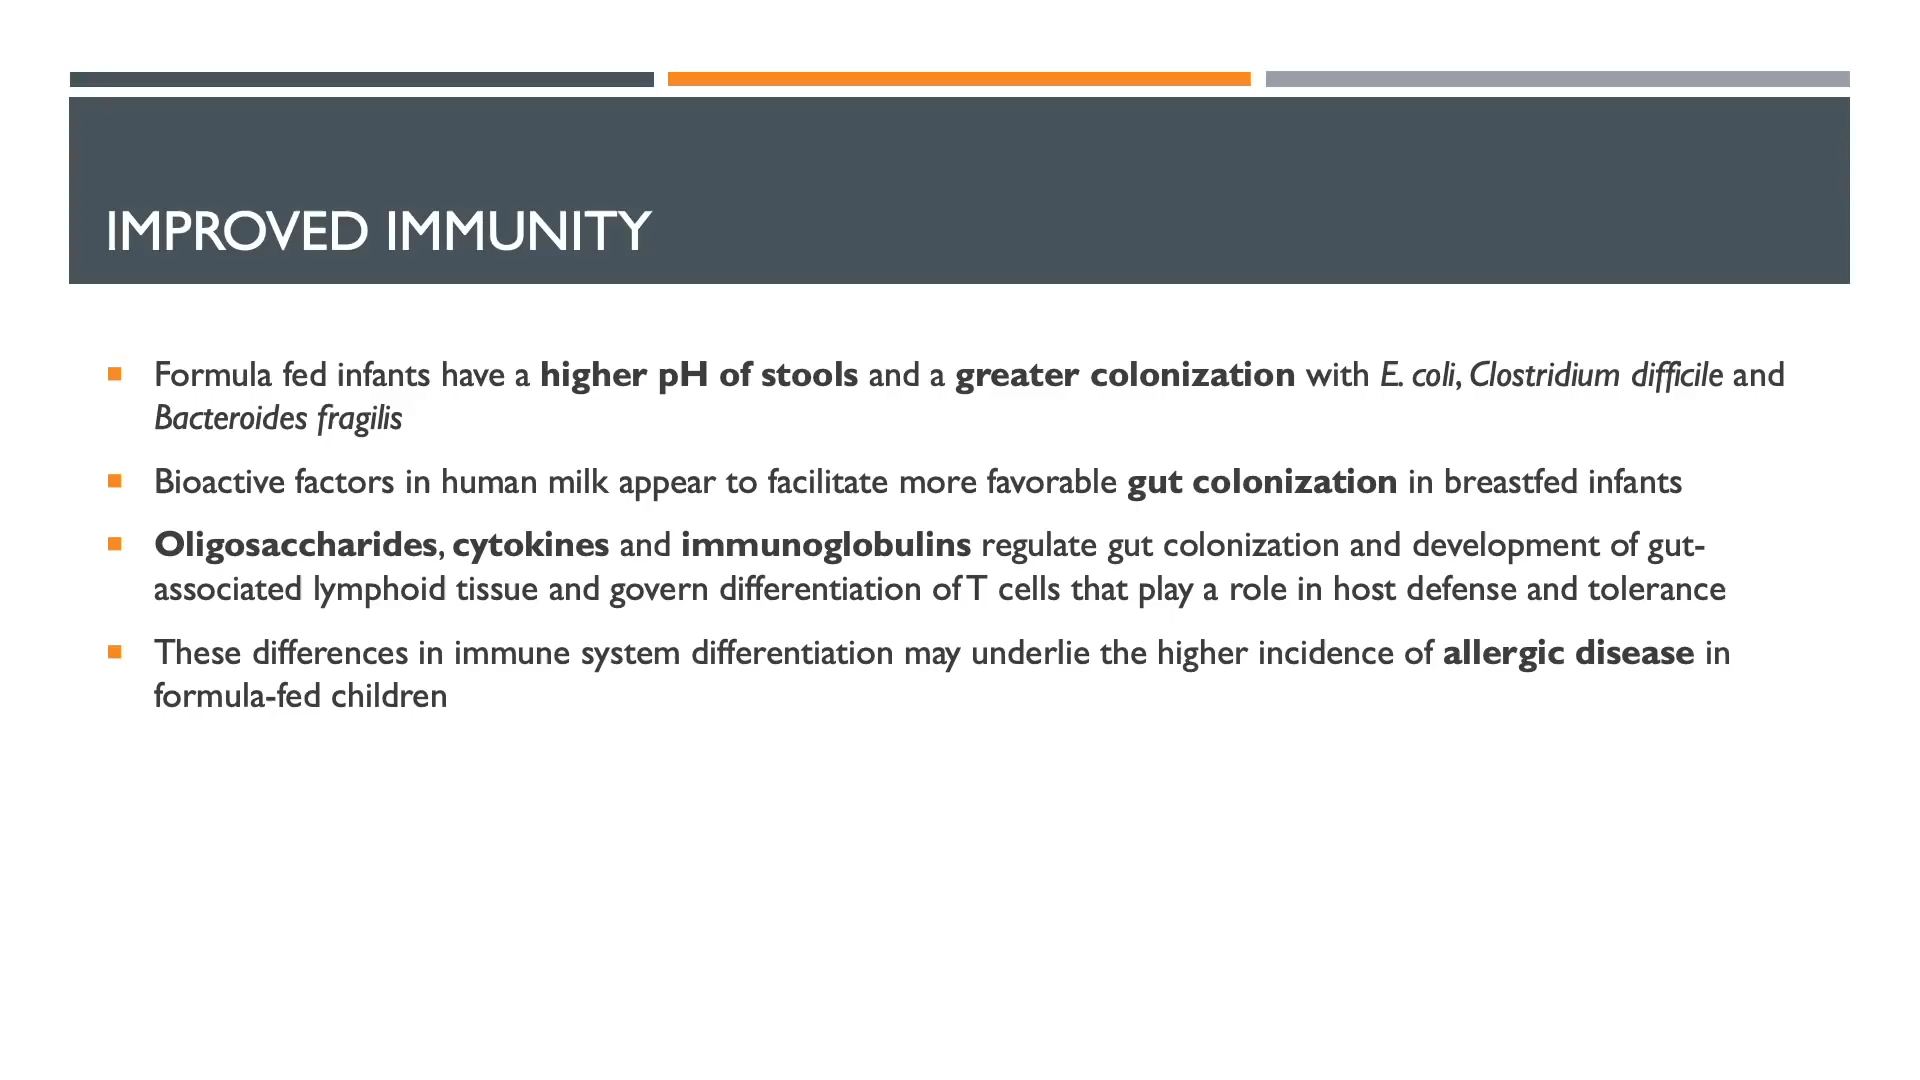 IMPROVED IMMUNITY
Formula fed infants have a higher pH of stools and a greater colonization with E. coli, Clostridium difficile and
Bacteroides fragilis
Bioactive factors in human milk appear to facilitate more favorable gut colonization in breastfed infants
Oligosaccharides, cytokines and immunoglobulins regulate gut colonization and development of gut-
associated lymphoid tissue and govern differentiation of T cells that play a role in host defense and tolerance
These differences in immune system differentiation may underlie the higher incidence of allergic disease in
formula-fed children